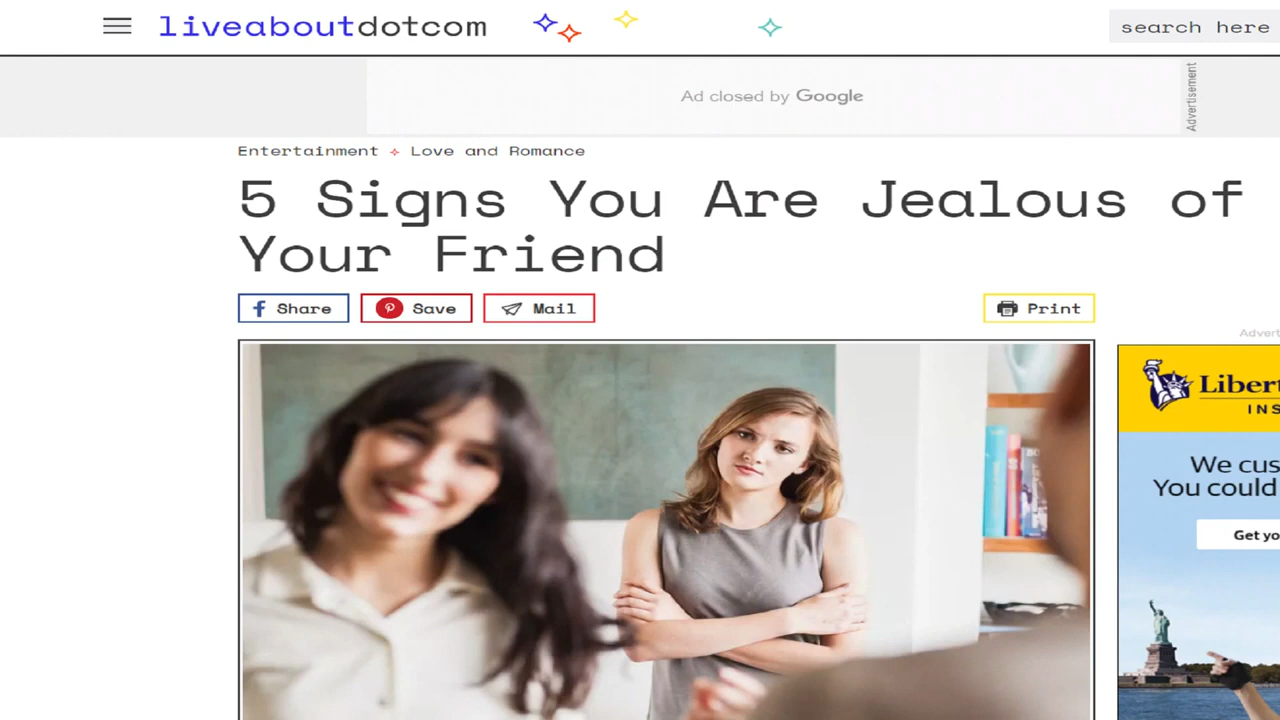 liveaboutdotcom
search here
Ad closed by Google
Advertisement
Entertainment Love and Romance
5 Signs You Are Jealous of
Your Friend
Share
Save
Mail
Print
We cus
You could
Get yo